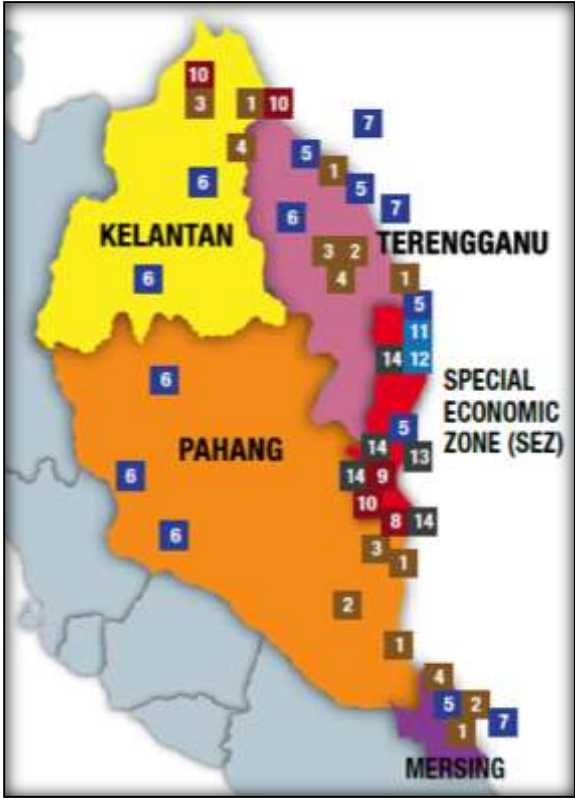 10
3 1 10
7
4 5
1
6 5
6 7
KELANTAN
TERENGGANU
3 2
6 4 1
5
11
14 12
6
SPECIAL
ECONOMIC
ZONE (SEZ)
5
PAHANG
14
13
6 14 9
10
8 14
6
3
1
2
1
4
5 2
7
1
MERSING